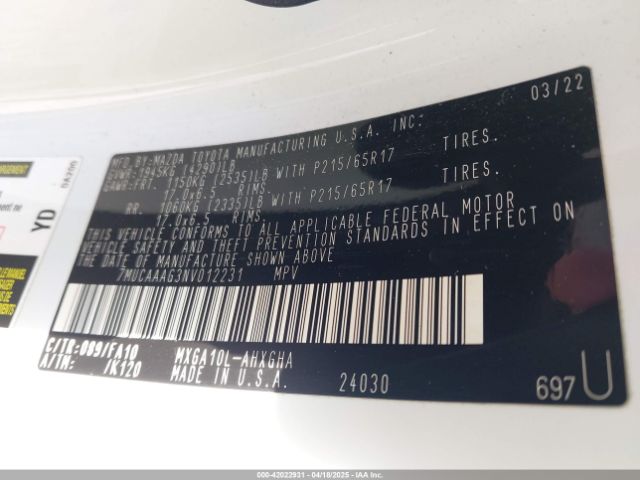 03/22
MFD.BY: MAZDA TOYOTA MANUFACTURING U.S.A. INC.
GVWR: 1945KG (4290)LB
GAWR: FRT. 1150KG (2535)LB WITH P215/65R17 TIRES.
17.0x6.5 RIMS.
RR. 1060KG (2335)LB WITH P215/65R17 TIRES.
17.0x6.5 RIMS.
THIS VEHICLE CONFORMS TO ALL APPLICABLE FEDERAL MOTOR
VEHICLE SAFETY AND THEFT PREVENTION STANDARDS IN EFFECT ON
THE DATE OF MANUFACTURE SHOWN ABOVE
7MUCAAAG3NV012231 MPV
C/TR:089/FA10 MXGA10L-AHXGHA
A/TM: /K120 MADE IN U.S.A. 24030
697 U
YD
000-42022931 - 04/18/2025 - IAAI.COM